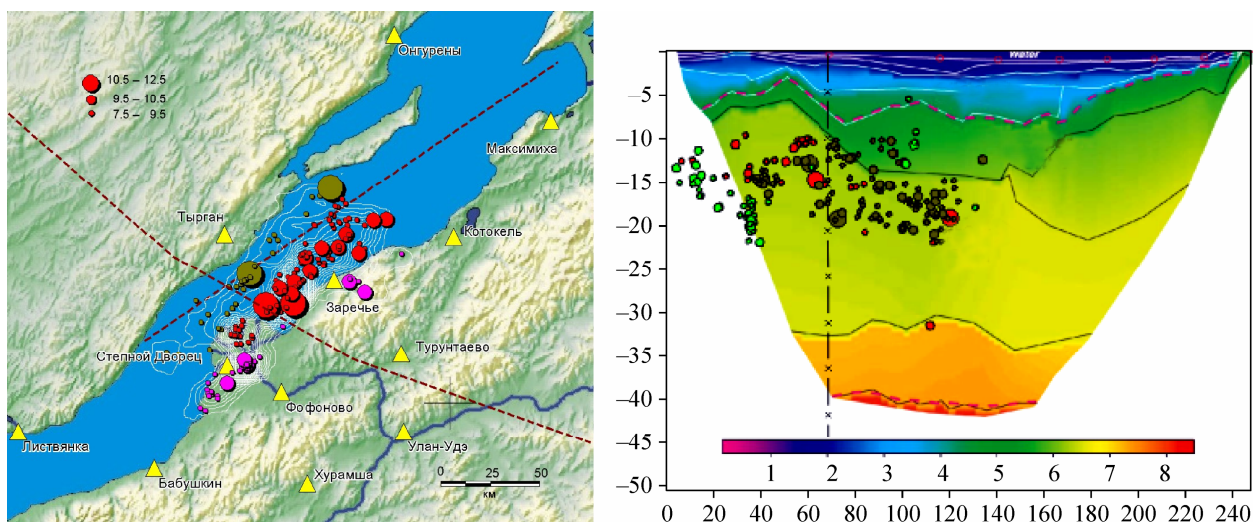 Онгурены
10.5 – 12.5
9.5 – 10.5
7.5 – 9.5
Максимиха
Тырган
Котокель
Заречье
Турунтаево
Степной Дворец
Фофоново
Листвянка
Улан-Удэ
Хурамша
Бабушкин
0 25 50
км
Water
–5
–10
–15
–20
–25
–30
–35
–40
–45
–50
1 2 3 4 5 6 7 8
0 20 40 60 80 100 120 140 160 180 200 220 240